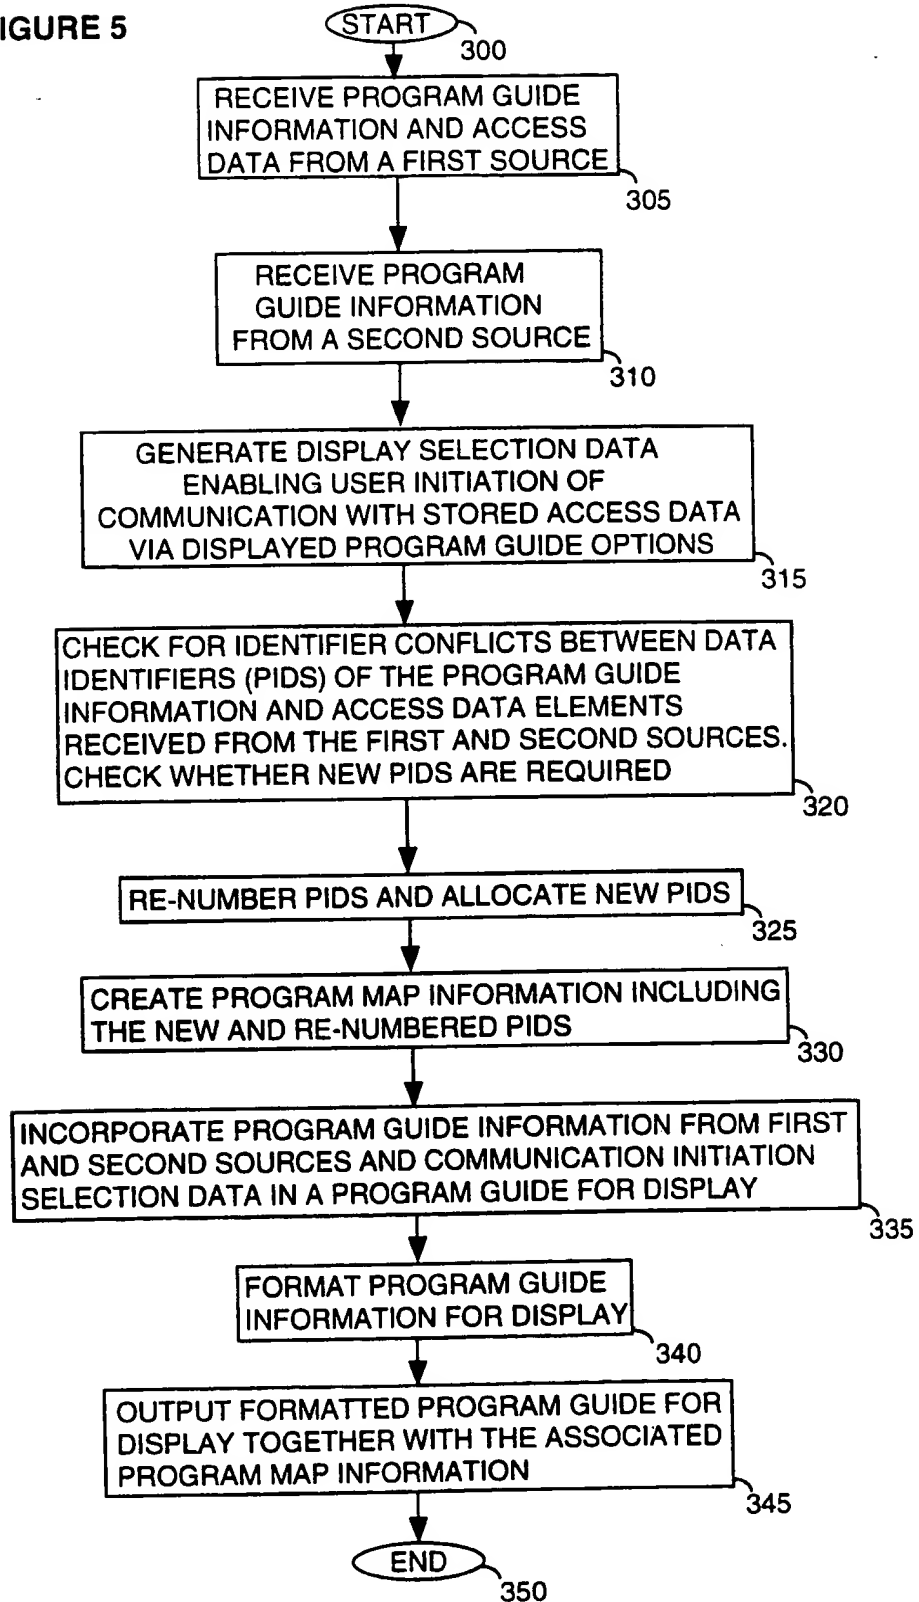 IGURE 5
START
300
RECEIVE PROGRAM GUIDE
INFORMATION AND ACCESS
DATA FROM A FIRST SOURCE
305
RECEIVE PROGRAM
GUIDE INFORMATION
FROM A SECOND SOURCE
310
GENERATE DISPLAY SELECTION DATA
ENABLING USER INITIATION OF
COMMUNICATION WITH STORED ACCESS DATA
VIA DISPLAYED PROGRAM GUIDE OPTIONS
315
CHECK FOR IDENTIFIER CONFLICTS BETWEEN DATA
IDENTIFIERS (PIDS) OF THE PROGRAM GUIDE
INFORMATION AND ACCESS DATA ELEMENTS
RECEIVED FROM THE FIRST AND SECOND SOURCES.
CHECK WHETHER NEW PIDS ARE REQUIRED
320
RE-NUMBER PIDS AND ALLOCATE NEW PIDS
325
CREATE PROGRAM MAP INFORMATION INCLUDING
THE NEW AND RE-NUMBERED PIDS
330
INCORPORATE PROGRAM GUIDE INFORMATION FROM FIRST
AND SECOND SOURCES AND COMMUNICATION INITIATION
SELECTION DATA IN A PROGRAM GUIDE FOR DISPLAY
335
FORMAT PROGRAM GUIDE
INFORMATION FOR DISPLAY
340
OUTPUT FORMATTED PROGRAM GUIDE FOR
DISPLAY TOGETHER WITH THE ASSOCIATED
PROGRAM MAP INFORMATION
345
END
350